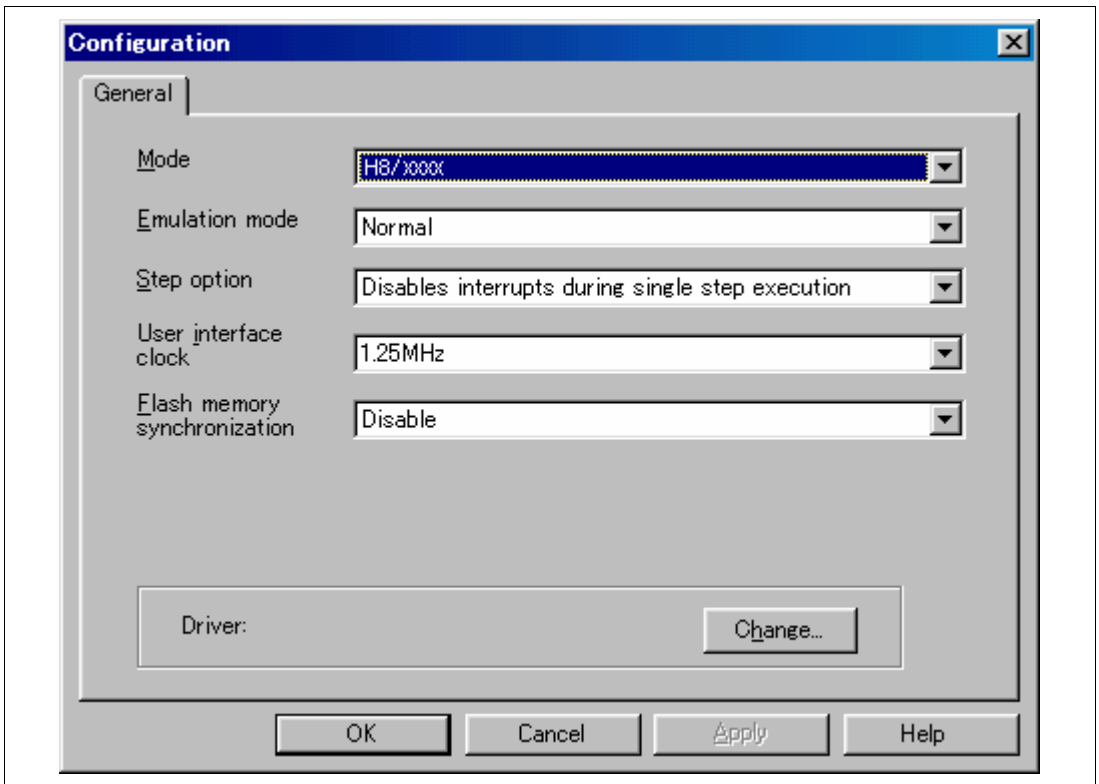 Configuration
General
Mode
H8/xxxx
Emulation mode
Normal
Step option
Disables interrupts during single step execution
User interface
clock
1.25MHz
Flash memory
synchronization
Disable
Driver:
Change...
OK
Cancel
Apply
Help